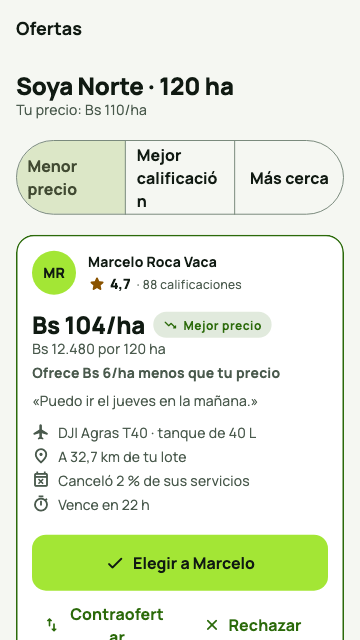 Ofertas
Soya Norte · 120 ha
Tu precio: Bs 110/ha
Menor
precio
Mejor
calificació
n
Más cerca
MR
Marcelo Roca Vaca
4,7 · 88 calificaciones
Bs 104/ha
Mejor precio
Bs 12.480 por 120 ha
Ofrece Bs 6/ha menos que tu precio
«Puedo ir el jueves en la mañana.»
DJI Agras T40 · tanque de 40 L
A 32,7 km de tu lote
Canceló 2 % de sus servicios
Vence en 22 h
Elegir a Marcelo
Contraofert
ar
Rechazar